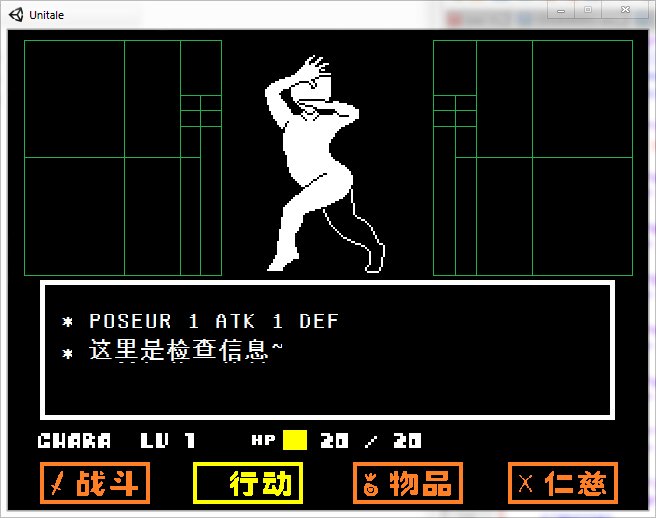 Unitale
* POSEUR 1 ATK 1 DEF
* 这里是检查信息~
CHARA LV 1 HP 20 / 20
战斗 行动 物品 仁慈